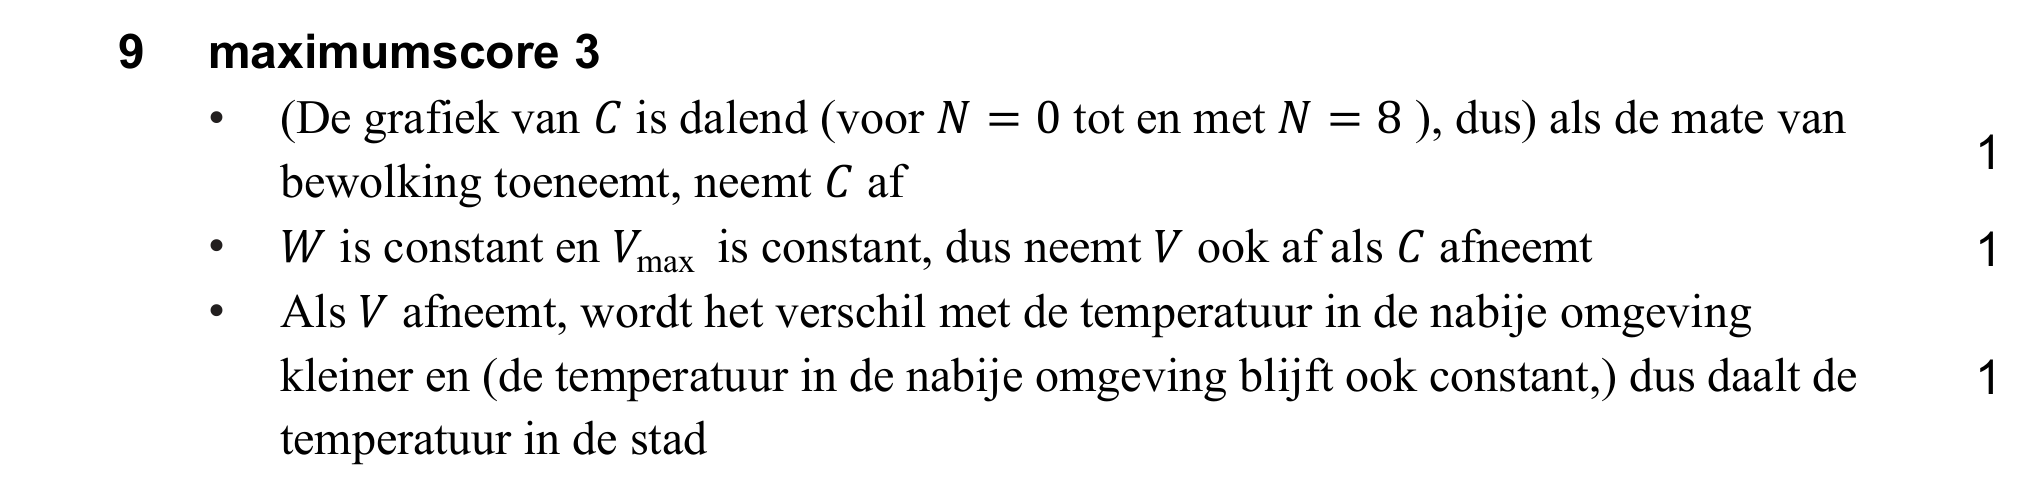 9 maximumscore 3
• (De grafiek van C is dalend (voor N = 0 tot en met N = 8 ), dus) als de mate van
bewolking toeneemt, neemt C af 1
• W is constant en Vmax is constant, dus neemt V ook af als C afneemt 1
• Als V afneemt, wordt het verschil met de temperatuur in de nabije omgeving
kleiner en (de temperatuur in de nabije omgeving blijft ook constant,) dus daalt de 1
temperatuur in de stad